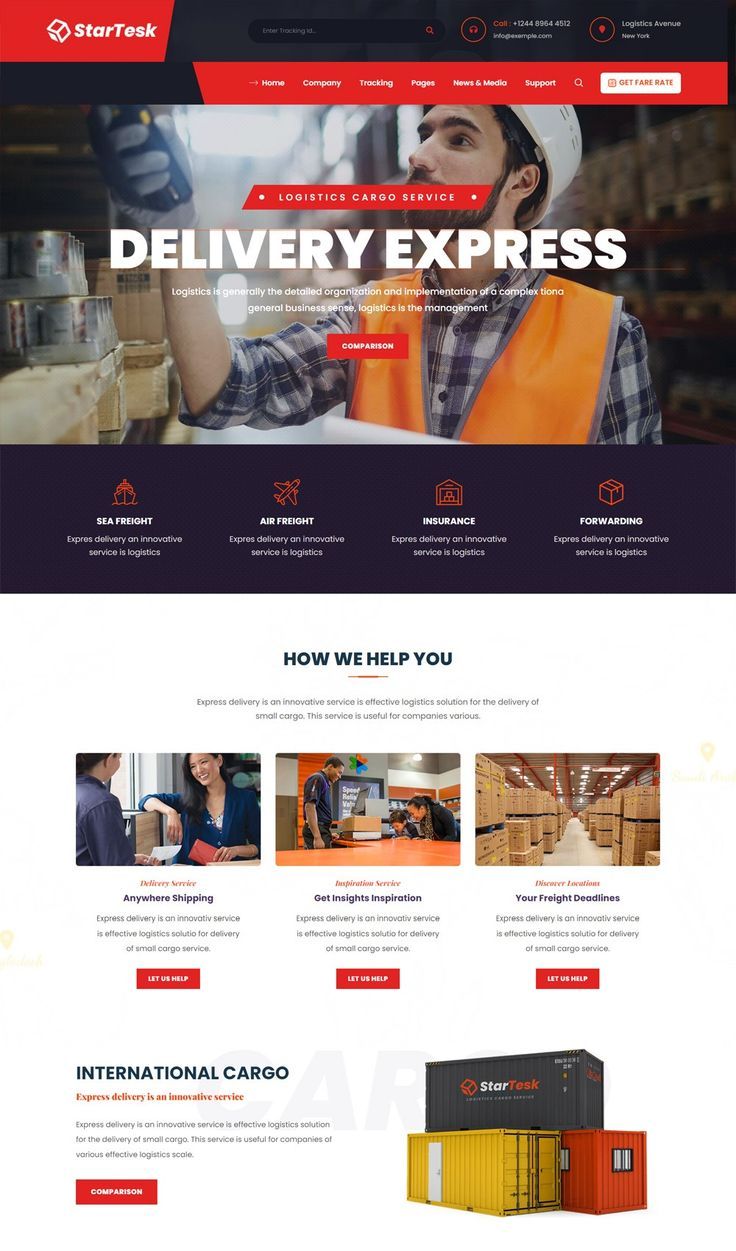 StarTesk
Enter Tracking Id...
Call : +1244 8964 4512
info@exemple.com
Logistics Avenue
New York
Home Company Tracking Pages News & Media Support GET FARE RATE
LOGISTICS CARGO SERVICE
DELIVERY EXPRESS
Logistics is generally the detailed organization and implementation of a complex tiona
general business sense, logistics is the management
COMPARISON
SEA FREIGHT
Expres delivery an innovative
service is logistics
AIR FREIGHT
Expres delivery an innovative
service is logistics
INSURANCE
Expres delivery an innovative
service is logistics
FORWARDING
Expres delivery an innovative
service is logistics
HOW WE HELP YOU
Express delivery is an innovative service is effective logistics solution for the delivery of
small cargo. This service is useful for companies various.
Delivery Service
Anywhere Shipping
Express delivery is an innovativ service
is effective logistics solutio for delivery
of small cargo service.
LET US HELP
Inspiration Service
Get Insights Inspiration
Express delivery is an innovativ service
is effective logistics solutio for delivery
of small cargo service.
LET US HELP
Discover Locations
Your Freight Deadlines
Express delivery is an innovativ service
is effective logistics solutio for delivery
of small cargo service.
LET US HELP
CARGO
INTERNATIONAL CARGO
Express delivery is an innovative service
Express delivery is an innovative service is effective logistics solution
for the delivery of small cargo. This service is useful for companies of
various effective logistics scale.
COMPARISON
StarTesk
LOGISTICS CARGO SERVICE